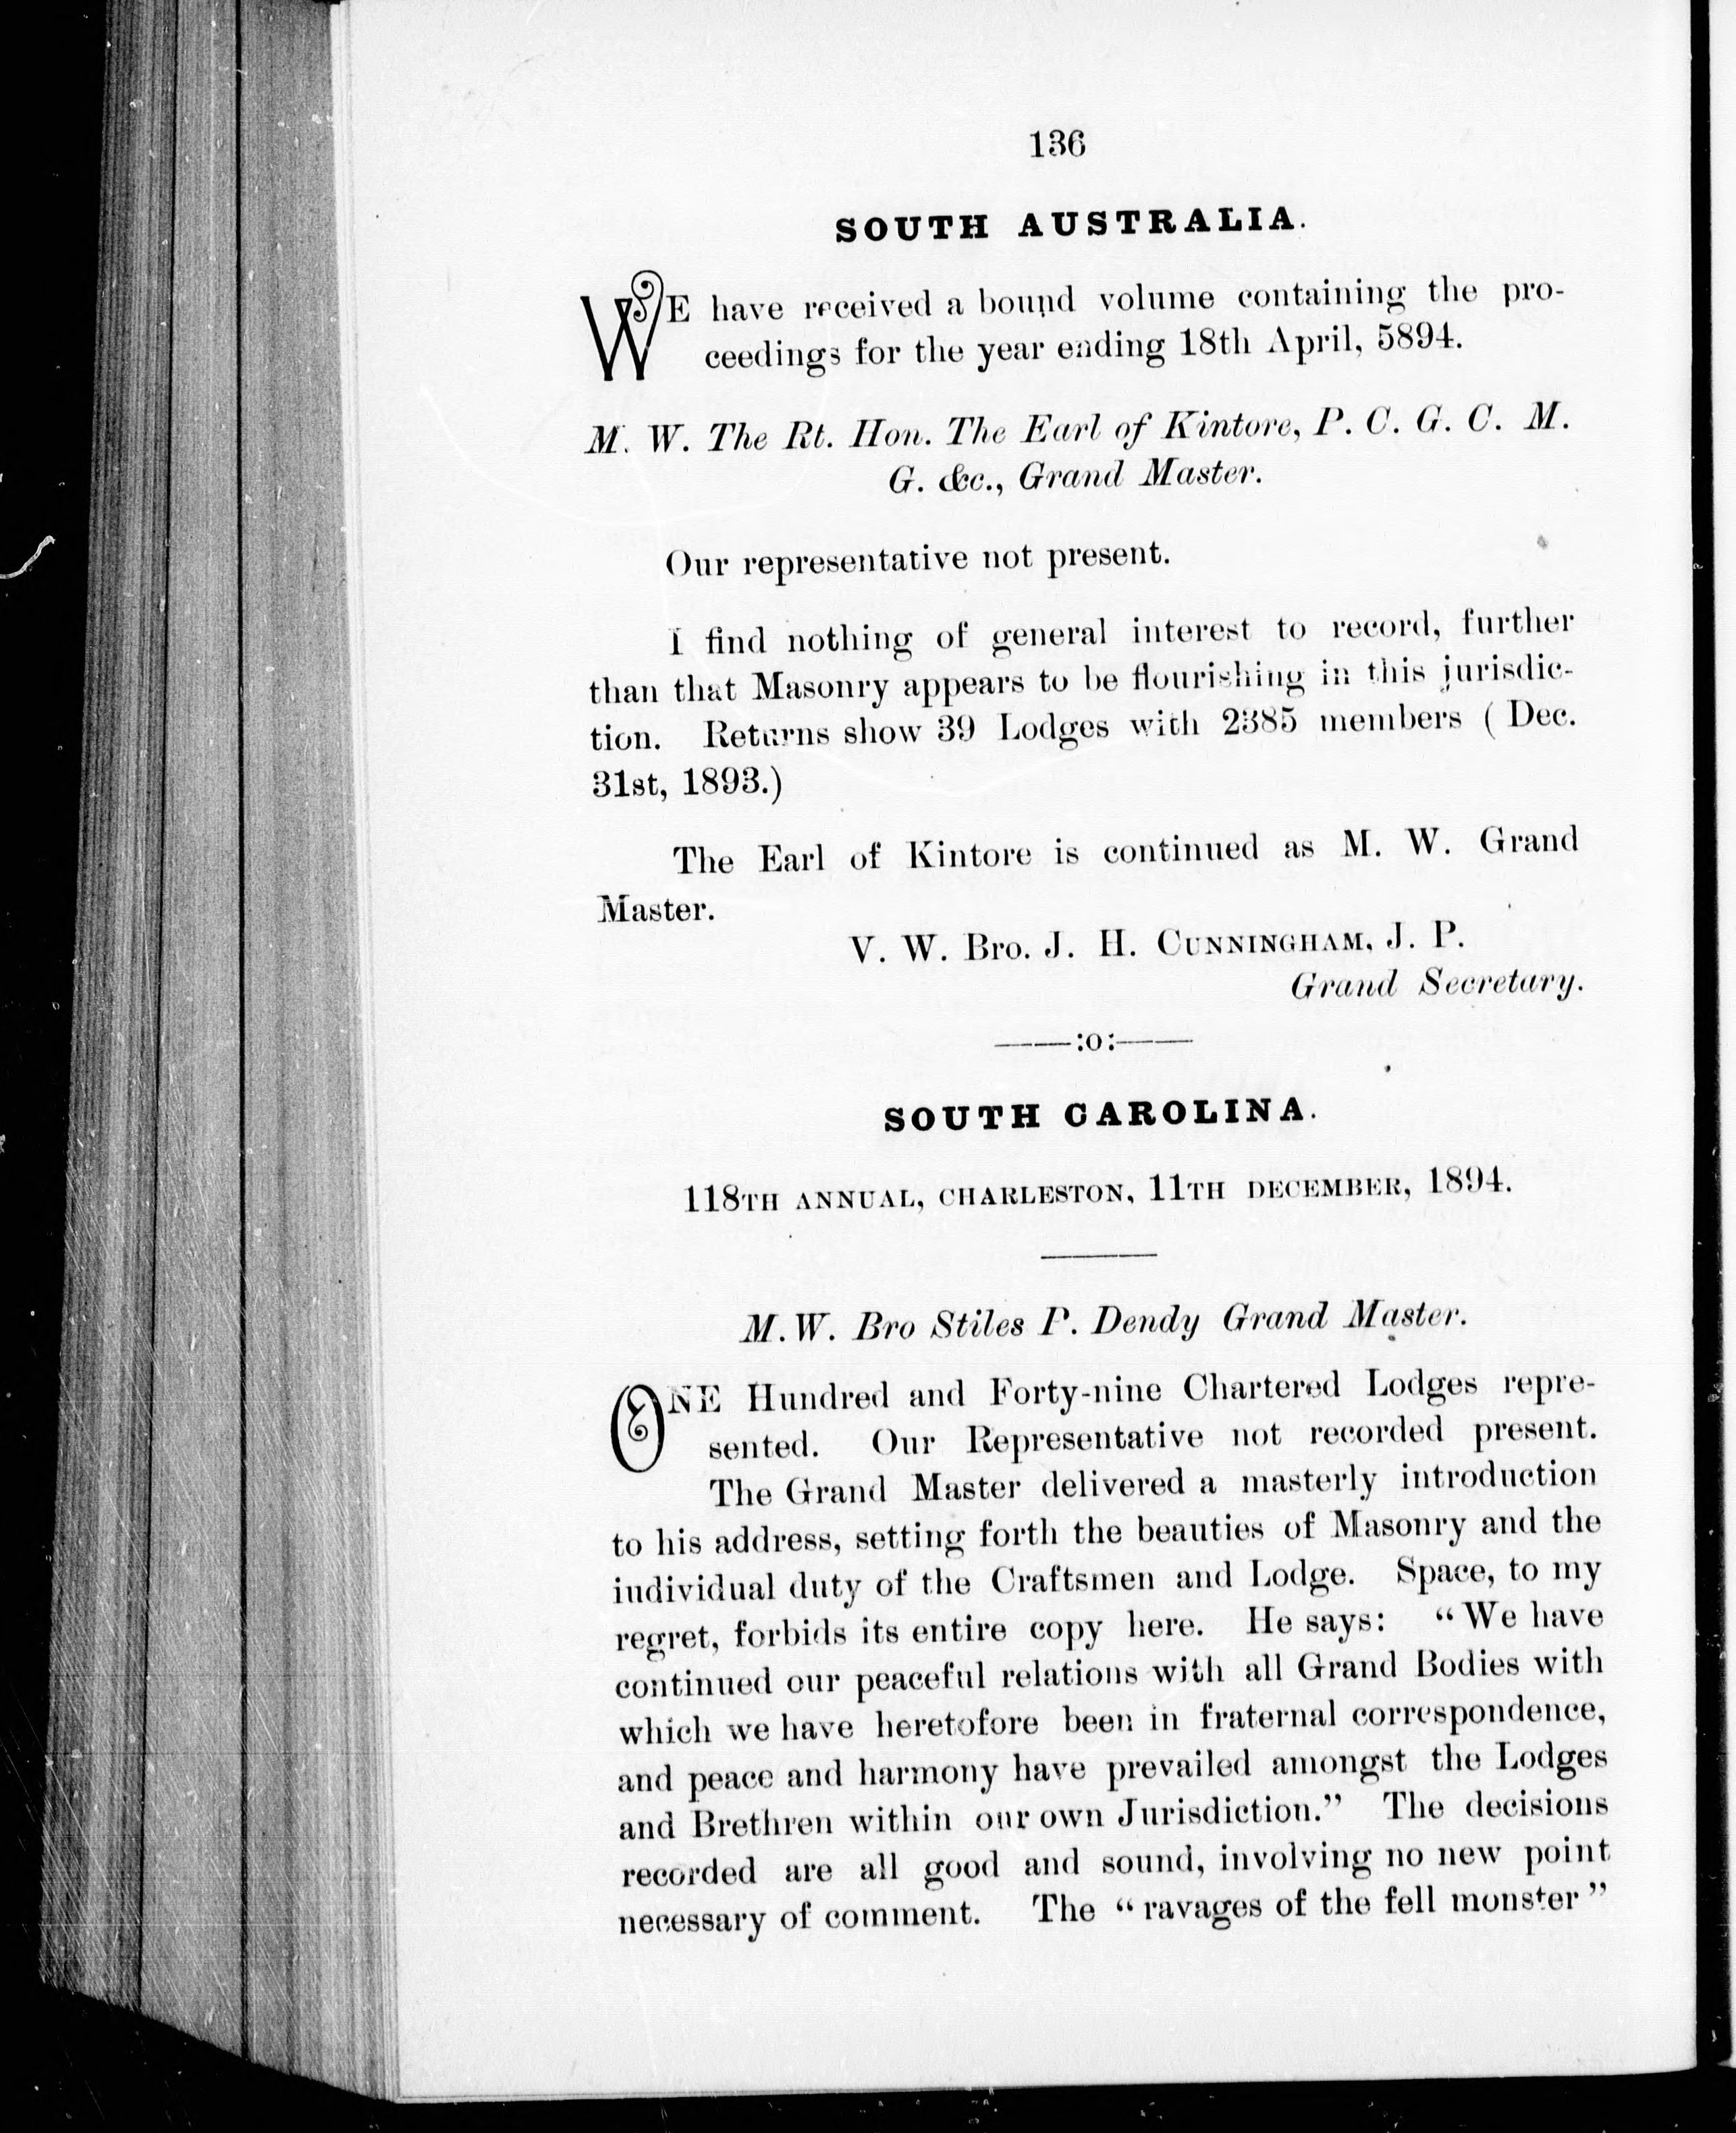 136
SOUTH AUSTRALIA.
WE have received a bound volume containing the pro-
ceedings for the year ending 18th April, 5894.
M. W. The Rt. Hon. The Earl of Kintore, P. C. G. C. M.
G. &c., Grand Master.
Our representative not present.
I find nothing of general interest to record, further
than that Masonry appears to be flourishing in this jurisdic-
tion. Returns show 39 Lodges with 2385 members ( Dec.
31st, 1893.)
The Earl of Kintore is continued as M. W. Grand
Master.
V. W. Bro. J. H. CUNNINGHAM, J. P.
Grand Secretary.
——:o:——
SOUTH CAROLINA.
118TH ANNUAL, CHARLESTON, 11TH DECEMBER, 1894.
M. W. Bro Stiles P. Dendy Grand Master.
ONE Hundred and Forty-nine Chartered Lodges repre-
sented. Our Representative not recorded present.
The Grand Master delivered a masterly introduction
to his address, setting forth the beauties of Masonry and the
individual duty of the Craftsmen and Lodge. Space, to my
regret, forbids its entire copy here. He says: “ We have
continued our peaceful relations with all Grand Bodies with
which we have heretofore been in fraternal correspondence,
and peace and harmony have prevailed amongst the Lodges
and Brethren within our own Jurisdiction.” The decisions
recorded are all good and sound, involving no new point
necessary of comment. The “ ravages of the fell monster ”